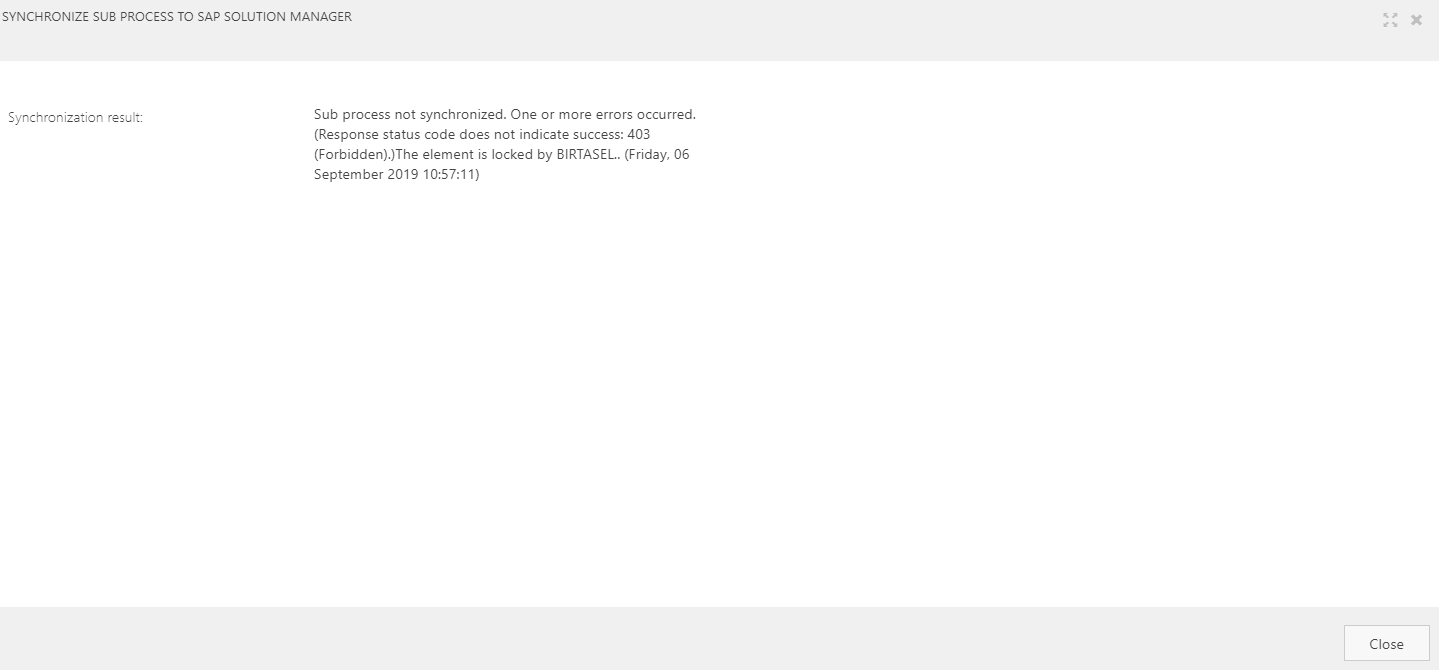 SYNCHRONIZE SUB PROCESS TO SAP SOLUTION MANAGER
Synchronization result:
Sub process not synchronized. One or more errors occurred.
(Response status code does not indicate success: 403
(Forbidden).)The element is locked by BIRTASEL.. (Friday, 06
September 2019 10:57:11)
Close